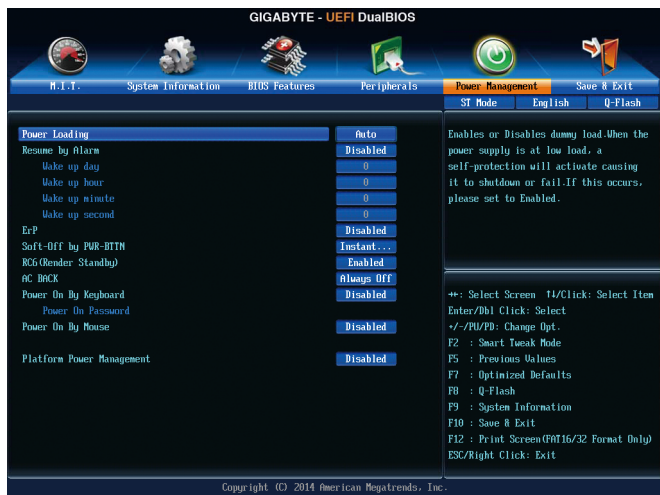 GIGABYTE - UEFI DualBIOS
M.I.T. System Information BIOS Features Peripherals Power Management Save & Exit
ST Mode English Q-Flash
Power Loading Auto
Resume by Alarm Disabled
Wake up day 0
Wake up hour 0
Wake up minute 0
Wake up second 0
ErP Disabled
Soft-Off by PWR-BTTN Instant...
RC6(Render Standby) Enabled
AC BACK Always Off
Power On By Keyboard Disabled
Power On Password
Power On By Mouse Disabled
Platform Power Management Disabled
Enables or Disables dummy load.When the
power supply is at low load, a
self-protection will activate causing
it to shutdown or fail.If this occurs,
please set to Enabled.
→←: Select Screen ↑↓/Click: Select Item
Enter/Dbl Click: Select
+/-/PU/PD: Change Opt.
F2 : Smart Tweak Mode
F5 : Previous Values
F7 : Optimized Defaults
F8 : Q-Flash
F9 : System Information
F10 : Save & Exit
F12 : Print Screen(FAT16/32 Format Only)
ESC/Right Click: Exit
Copyright (C) 2014 American Megatrends, Inc.